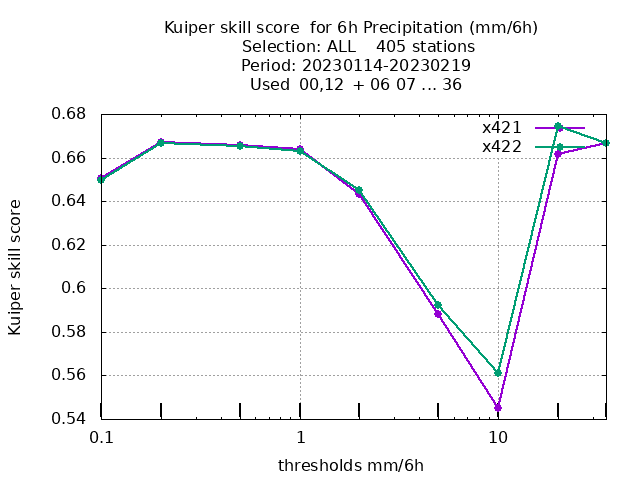 Kuiper skill score  for 6h Precipitation (mm/6h)
Selection: ALL    405 stations
Period: 20230114-20230219
Used  00,12  + 06 07 ... 36
x421
x422
0.68
0.66
0.64
0.62
0.6
0.58
0.56
0.54
Kuiper skill score
0.1
1
10
thresholds mm/6h